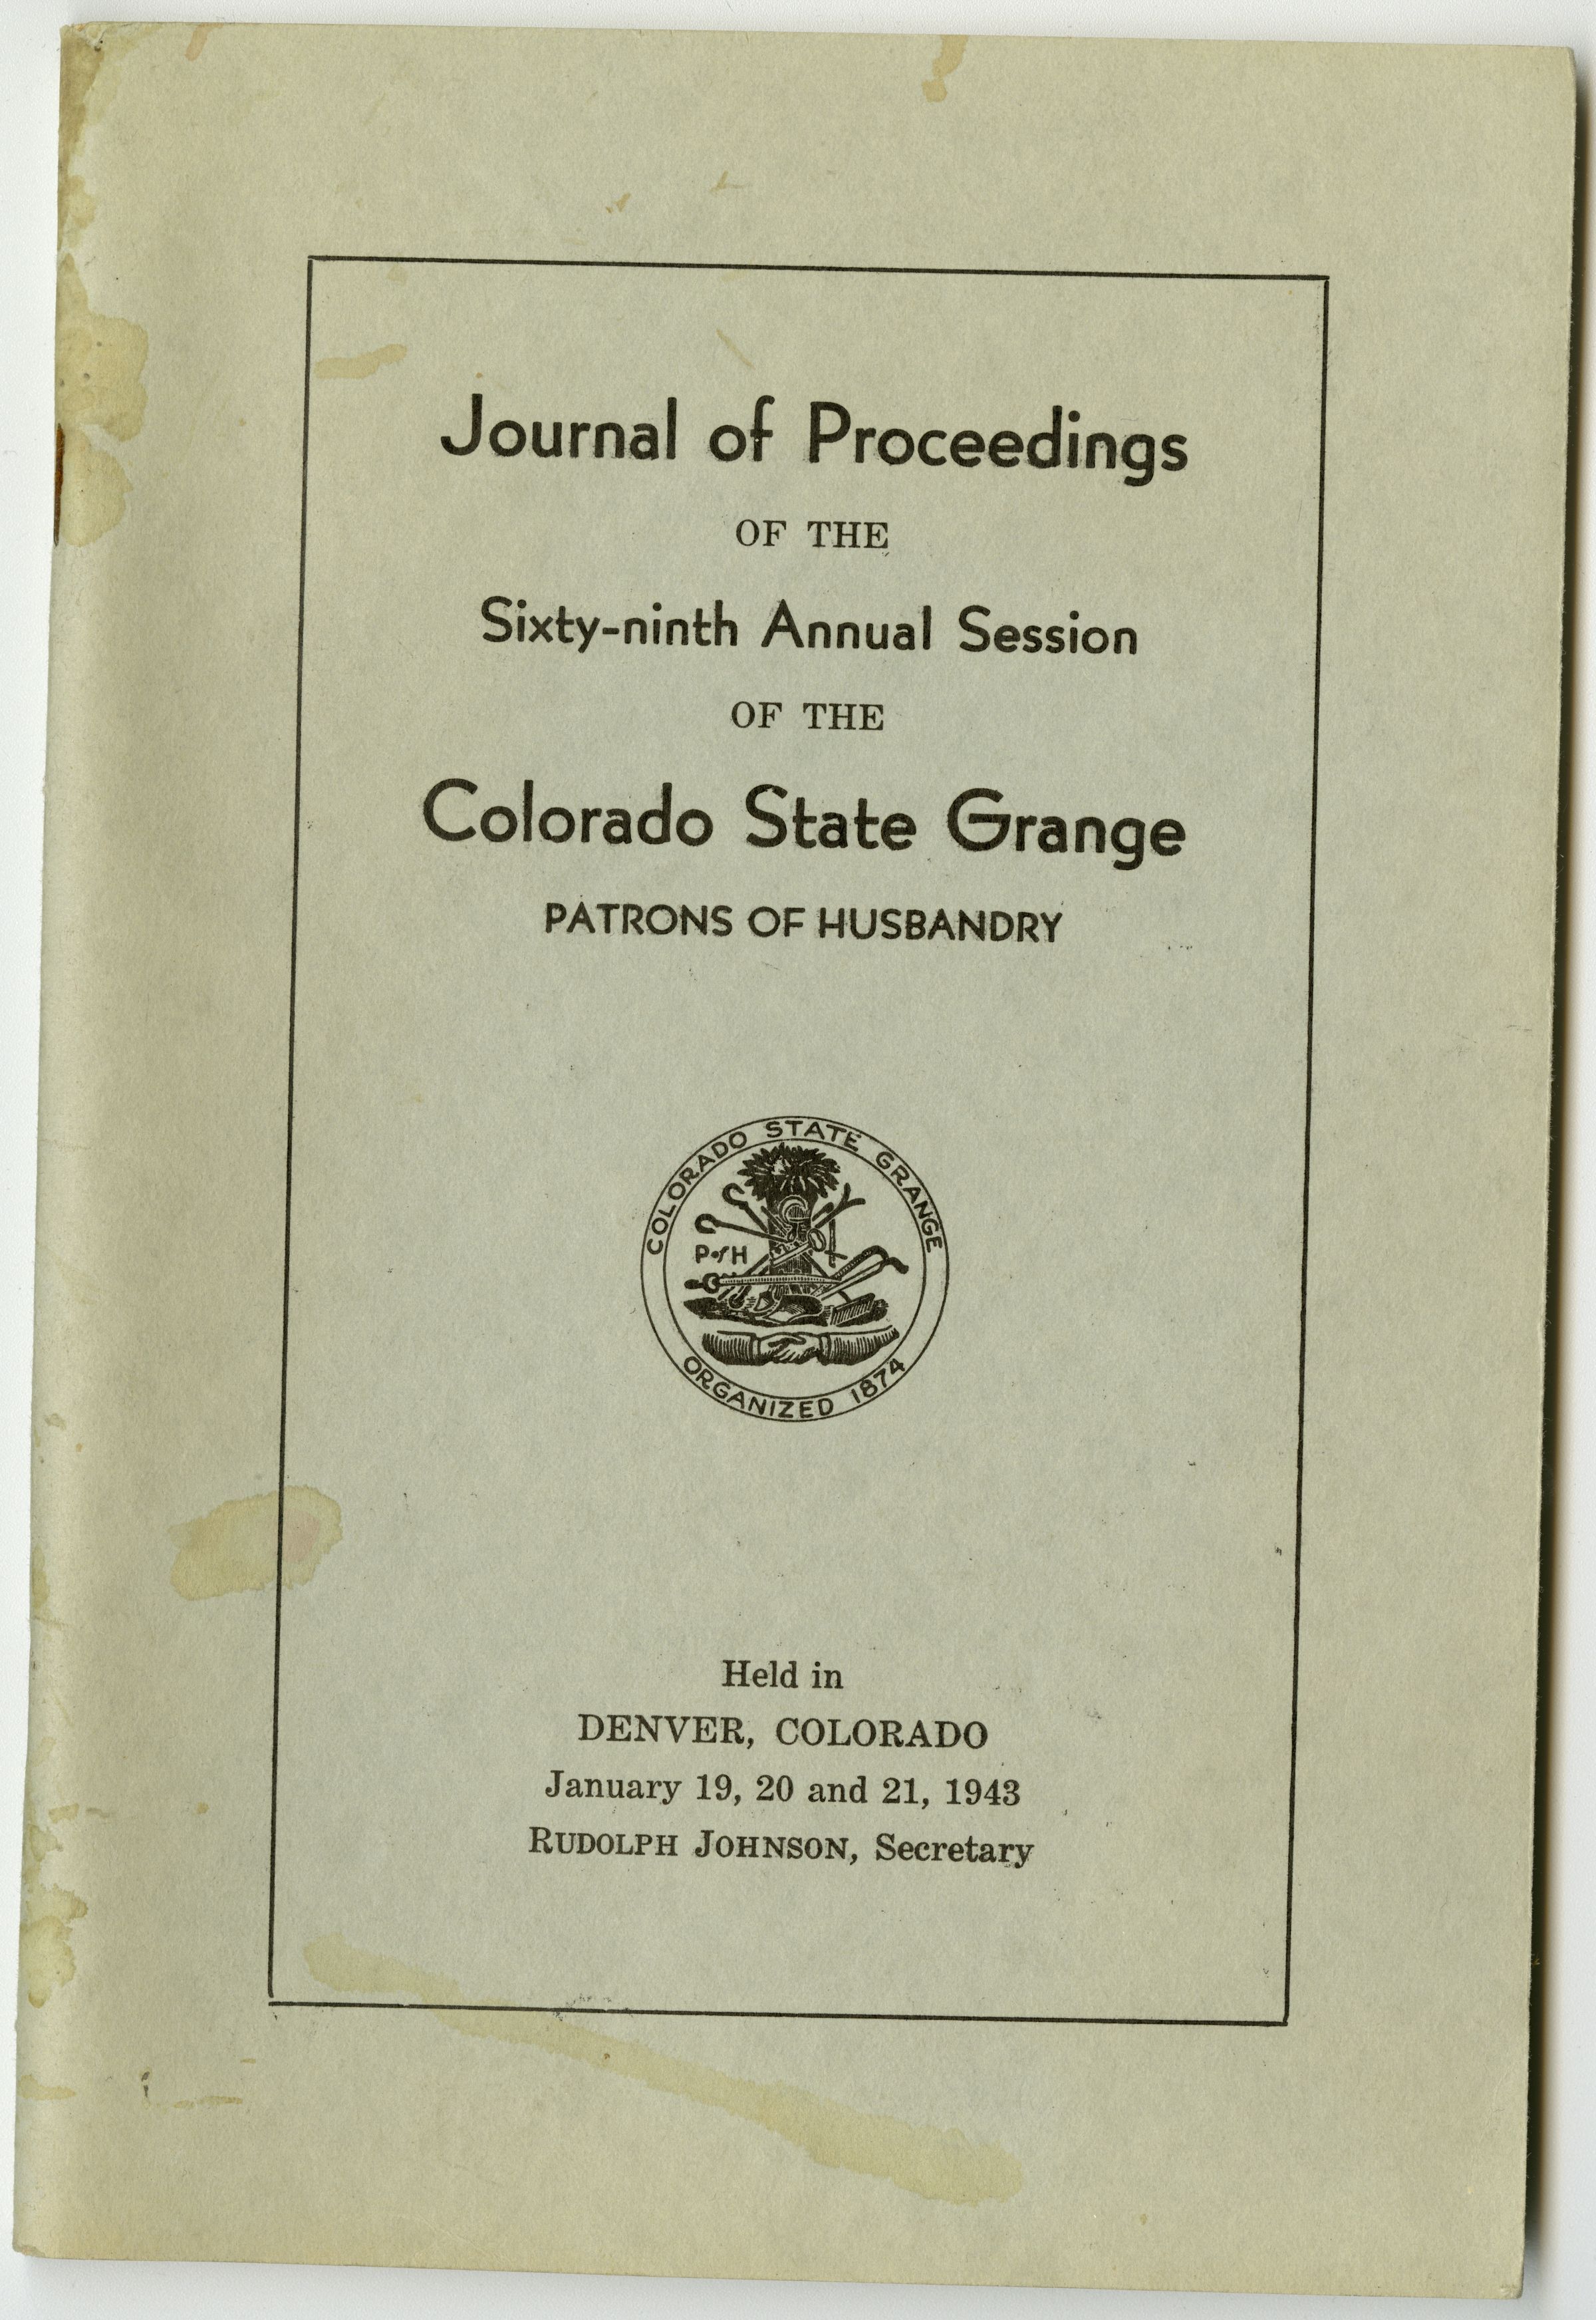 Journal of Proceedings
OF THE
Sixty-ninth Annual Session
OF THE
Colorado State Grange
PATRONS OF HUSBANDRY
COLORADO STATE GRANGE
P of H
ORGANIZED 1874
Held in
DENVER, COLORADO
January 19, 20 and 21, 1943
RUDOLPH JOHNSON, Secretary